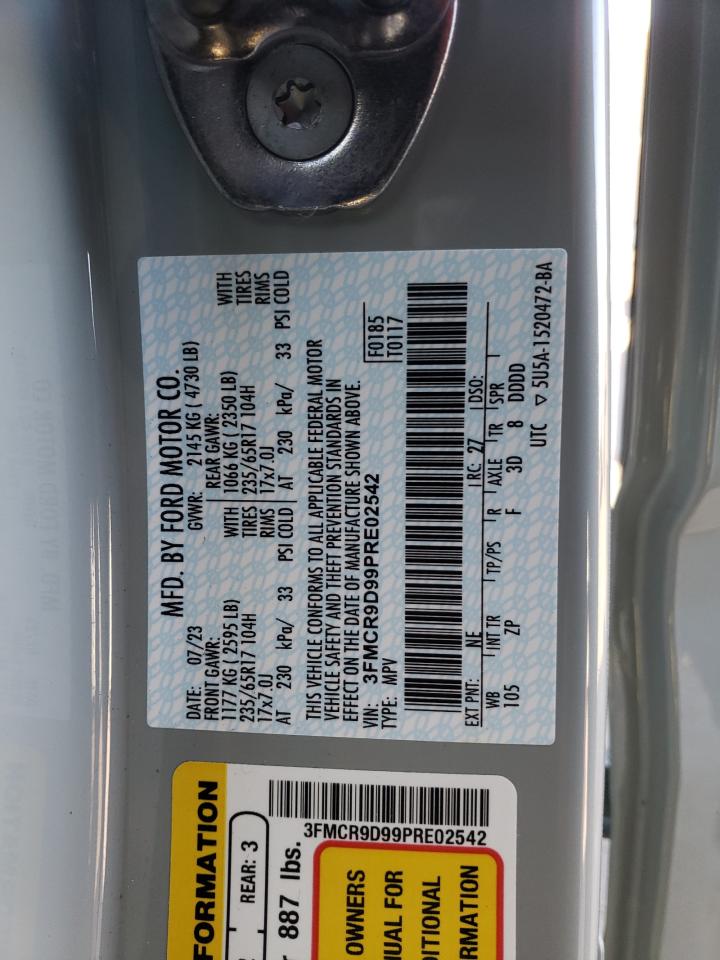 MFD. BY FORD MOTOR CO.
DATE: 07/23 GVWR: 2145 KG ( 4730 LB)
FRONT GAWR: REAR GAWR:
1177 KG ( 2595 LB) WITH 1066 KG ( 2350 LB) WITH
235/65R17 104H TIRES 235/65R17 104H TIRES
17x7.0J RIMS 17x7.0J RIMS
AT 230 kPa/ 33 PSI COLD AT 230 kPa/ 33 PSI COLD
THIS VEHICLE CONFORMS TO ALL APPLICABLE FEDERAL MOTOR
VEHICLE SAFETY AND THEFT PREVENTION STANDARDS IN
EFFECT ON THE DATE OF MANUFACTURE SHOWN ABOVE.
VIN: 3FMCR9D99PRE02542 F0185
TYPE: MPV T0117
EXT PNT: NE RC: 27 DSO:
WB INT TR TP/PS R AXLE TR SPR
105 ZP F 3D 8 DDDD
UTC ▽ 5U5A-1520472-BA
FORMATION
REAR: 3
887 lbs.
3FMCR9D99PRE02542
OWNERS
UAL FOR
DITIONAL
RMATION